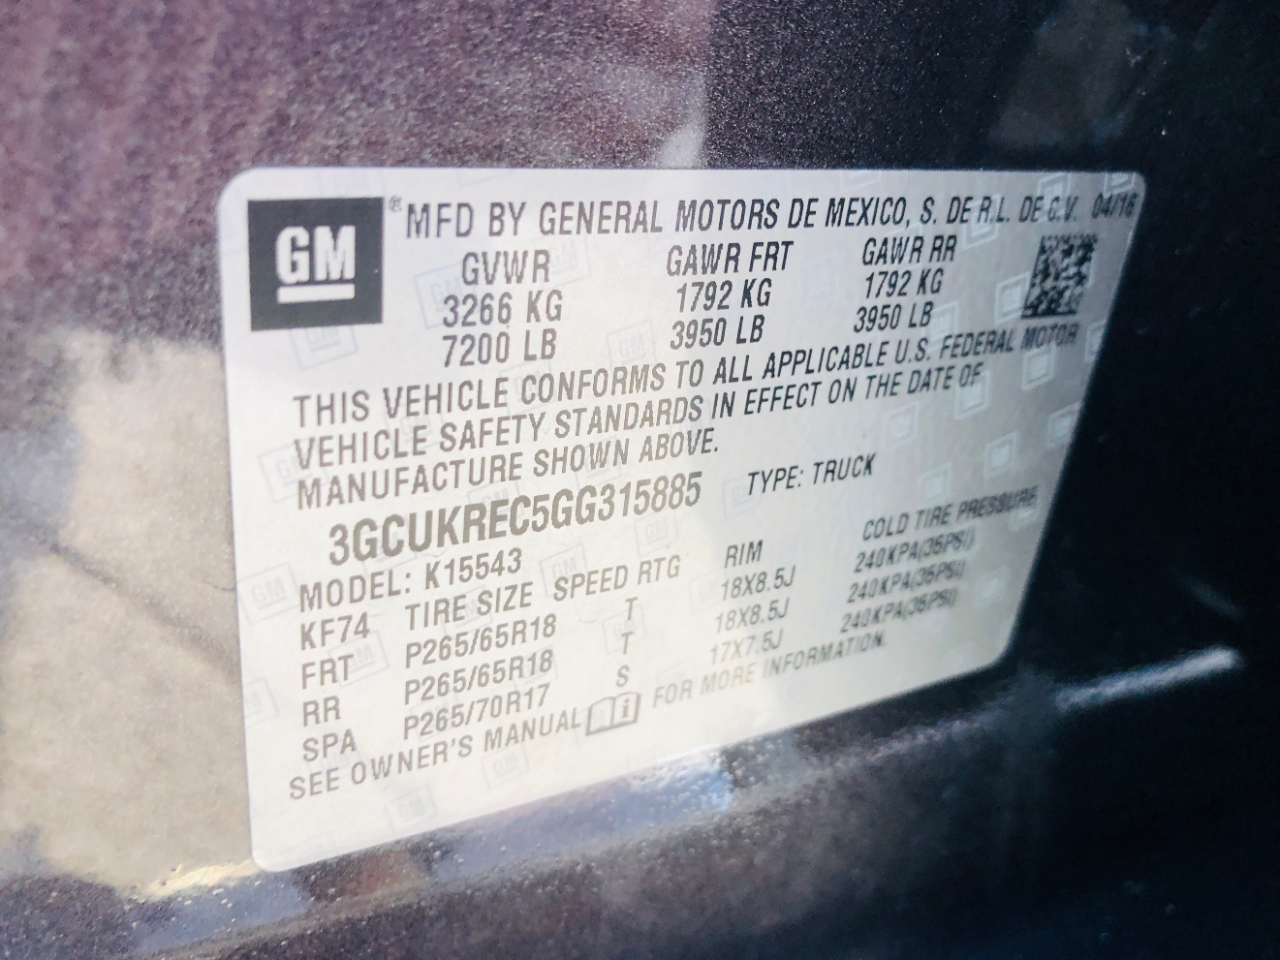 GM ® MFD BY GENERAL MOTORS DE MEXICO, S. DE R.L. DE C.V. 04/16
GVWR GAWR FRT GAWR RR
3266 KG 1792 KG 1792 KG
7200 LB 3950 LB 3950 LB
THIS VEHICLE CONFORMS TO ALL APPLICABLE U.S. FEDERAL MOTOR
VEHICLE SAFETY STANDARDS IN EFFECT ON THE DATE OF
MANUFACTURE SHOWN ABOVE.
3GCUKREC5GG315885 TYPE: TRUCK
MODEL: K15543
KF74 TIRE SIZE SPEED RTG RIM COLD TIRE PRESSURE
FRT P265/65R18 T 18X8.5J 240KPA(35PSI)
RR P265/65R18 T 18X8.5J 240KPA(35PSI)
SPA P265/70R17 S 17X7.5J 240KPA(35PSI)
SEE OWNER'S MANUAL i FOR MORE INFORMATION.